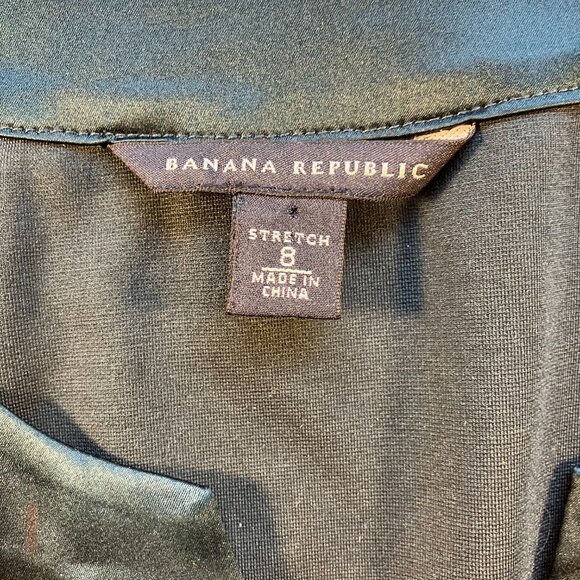 BANANA REPUBLIC
STRETCH
8
MADE IN
CHINA